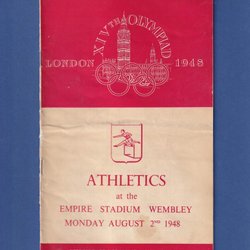 XIVTH OLYMPIAD
LONDON 1948
ATHLETICS
at the
EMPIRE STADIUM WEMBLEY
MONDAY AUGUST 2ND 1948